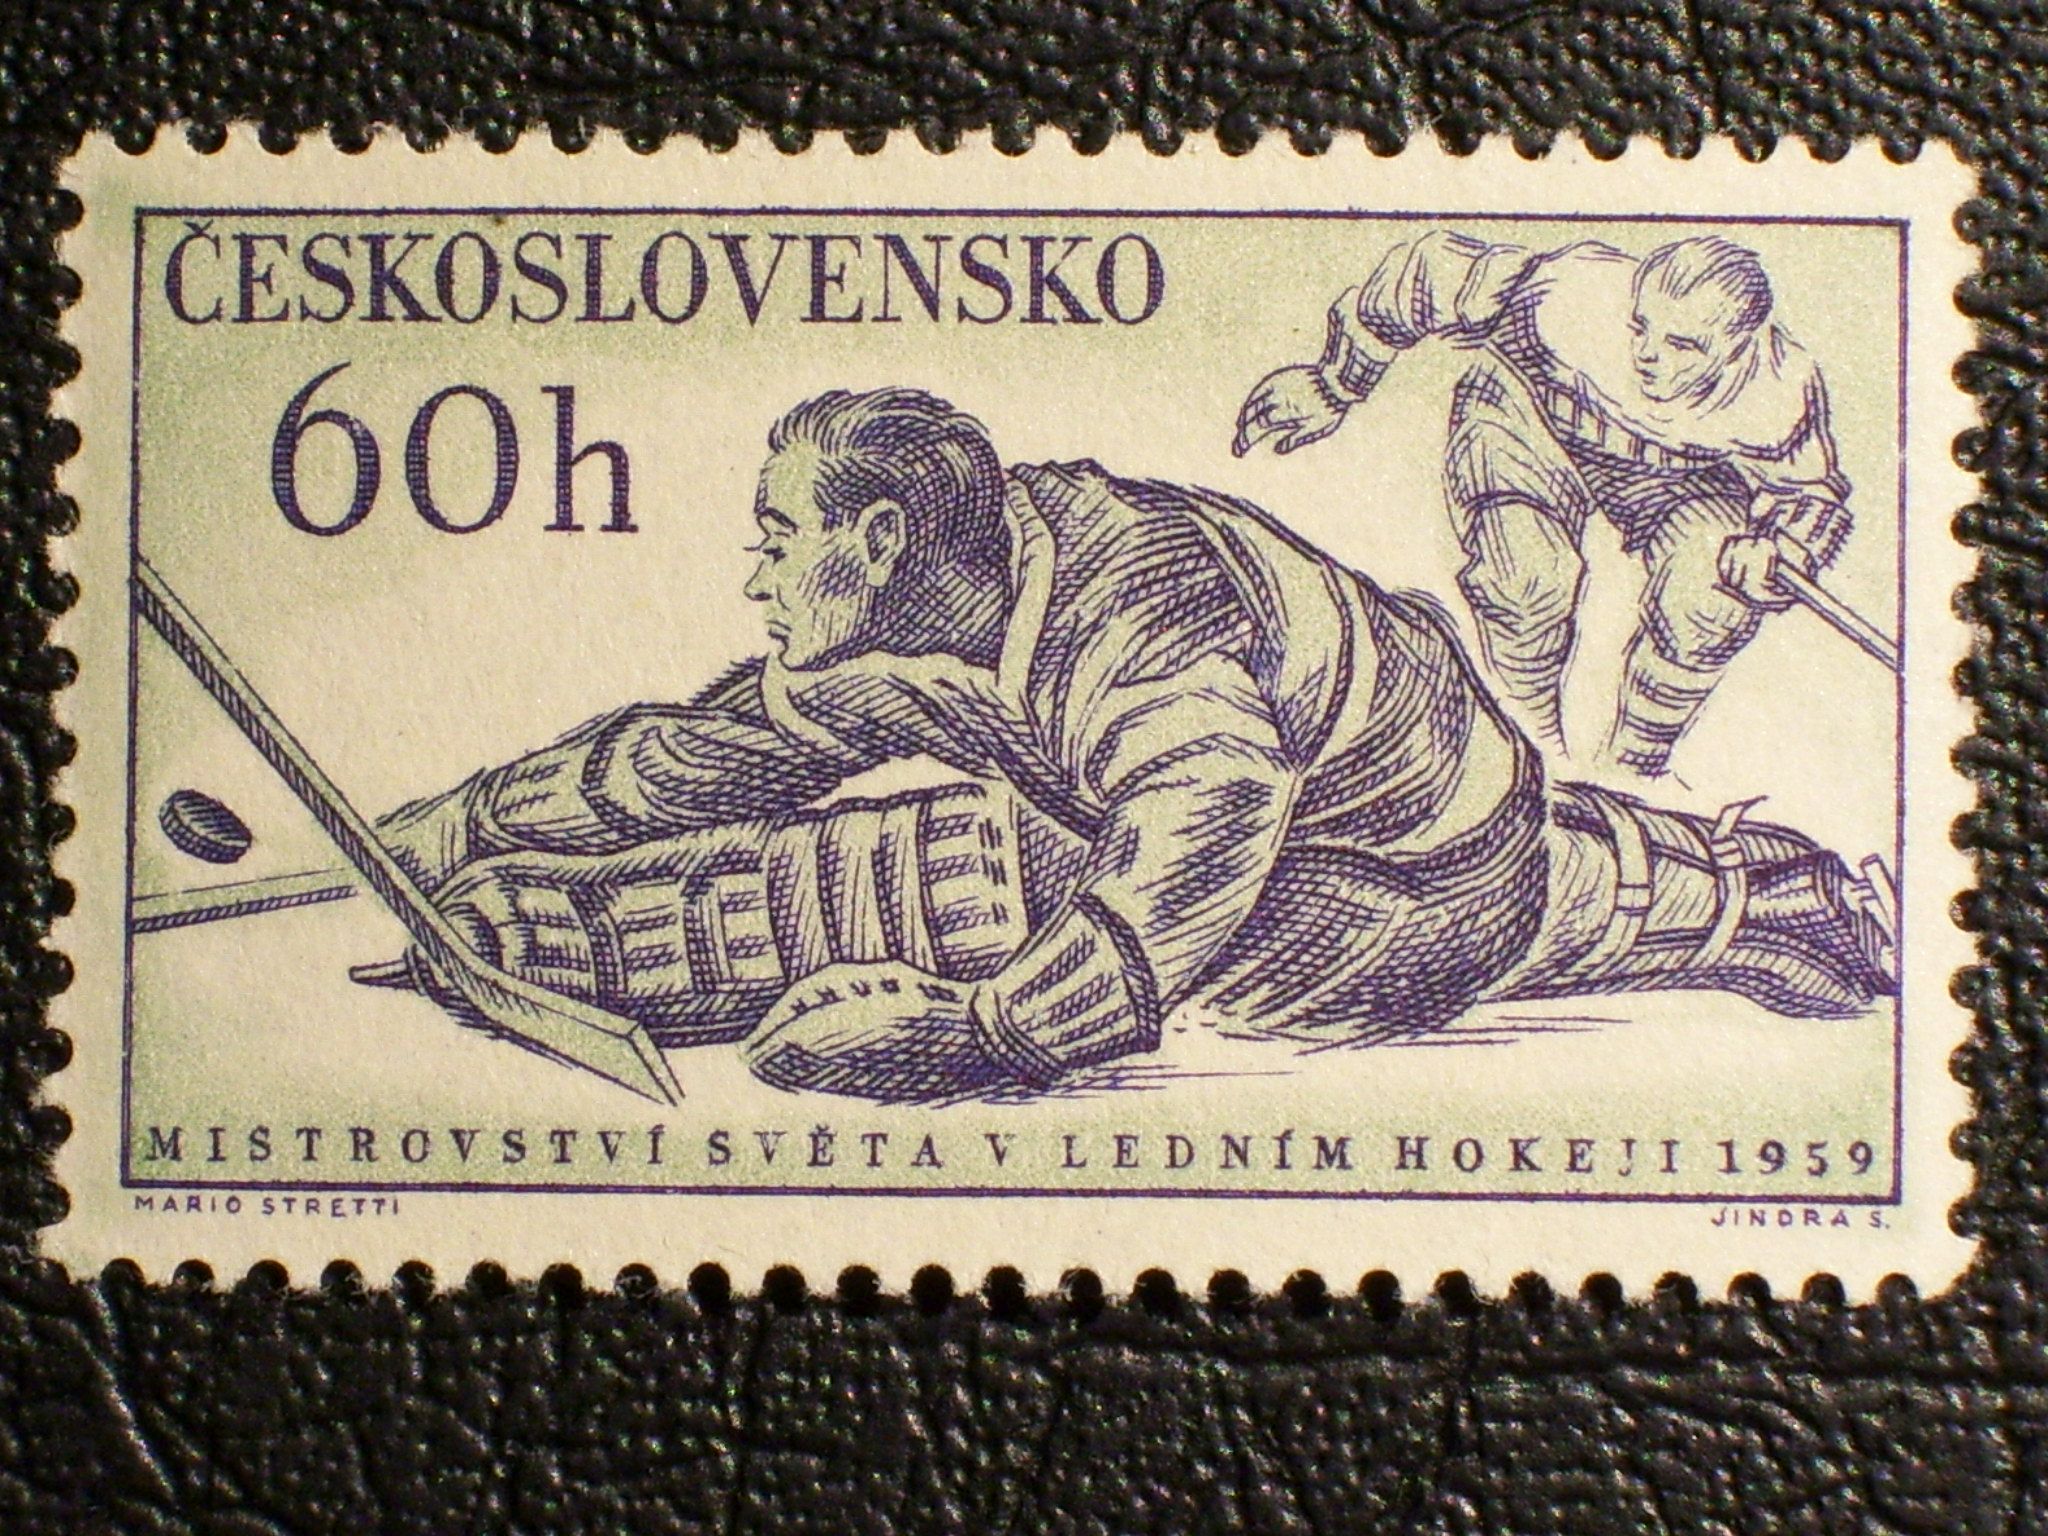 ČESKOSLOVENSKO
60h
MISTROVSTVÍ SVĚTA V LEDNÍM HOKEJI 1959
MARIO STRETTI
JINDRA S.